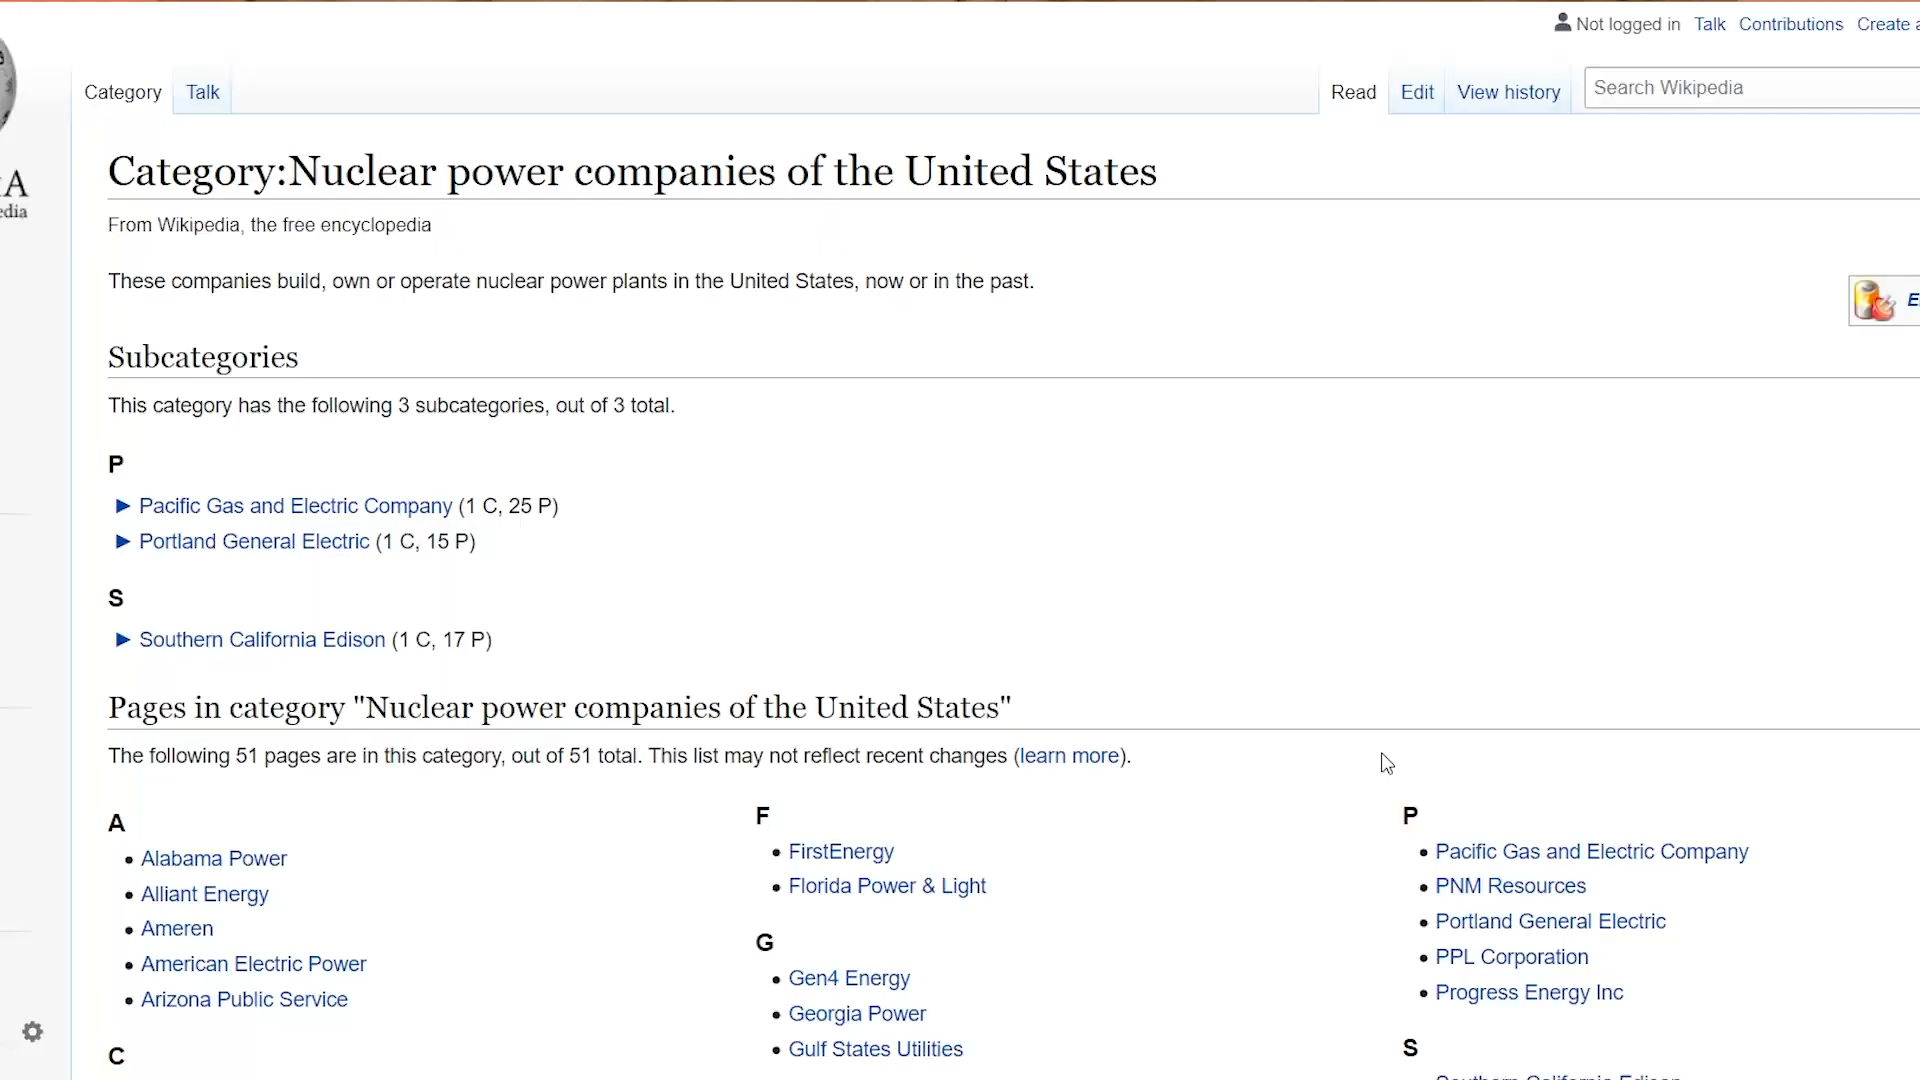 Not logged in Talk Contributions Create
A
edia
Category Talk Read Edit View history Search Wikipedia
Category:Nuclear power companies of the United States
From Wikipedia, the free encyclopedia
These companies build, own or operate nuclear power plants in the United States, now or in the past.
Subcategories
This category has the following 3 subcategories, out of 3 total.
P
► Pacific Gas and Electric Company (1 C, 25 P)
► Portland General Electric (1 C, 15 P)
S
► Southern California Edison (1 C, 17 P)
Pages in category "Nuclear power companies of the United States"
The following 51 pages are in this category, out of 51 total. This list may not reflect recent changes (learn more).
A
• Alabama Power
• Alliant Energy
• Ameren
• American Electric Power
• Arizona Public Service
C
F
• FirstEnergy
• Florida Power & Light
G
• Gen4 Energy
• Georgia Power
• Gulf States Utilities
P
• Pacific Gas and Electric Company
• PNM Resources
• Portland General Electric
• PPL Corporation
• Progress Energy Inc
S
Southern California Edison